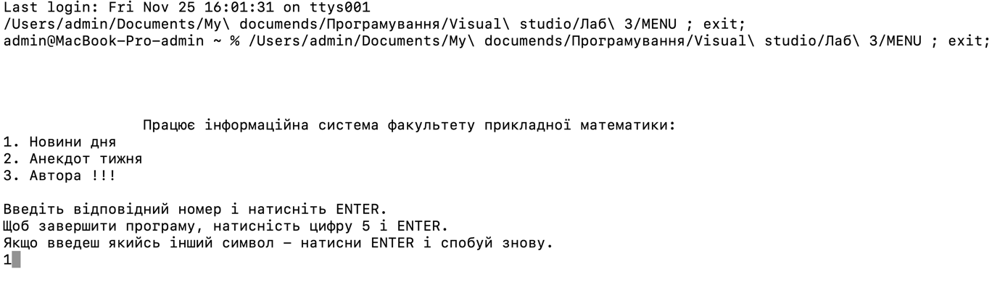 Last login: Fri Nov 25 16:01:31 on ttys001
/Users/admin/Documents/My\ documends/Програмування/Visual\ studio/Лаб\ 3/MENU ; exit;
admin@MacBook-Pro-admin ~ % /Users/admin/Documents/My\ documends/Програмування/Visual\ studio/Лаб\ 3/MENU ; exit;
Працює інформаційна система факультету прикладної математики:
1. Новини дня
2. Анекдот тижня
3. Автора !!!
Введіть відповідний номер і натисніть ENTER.
Щоб завершити програму, натисність цифру 5 і ENTER.
Якщо введеш якийсь інший символ – натисни ENTER і спобуй знову.
1